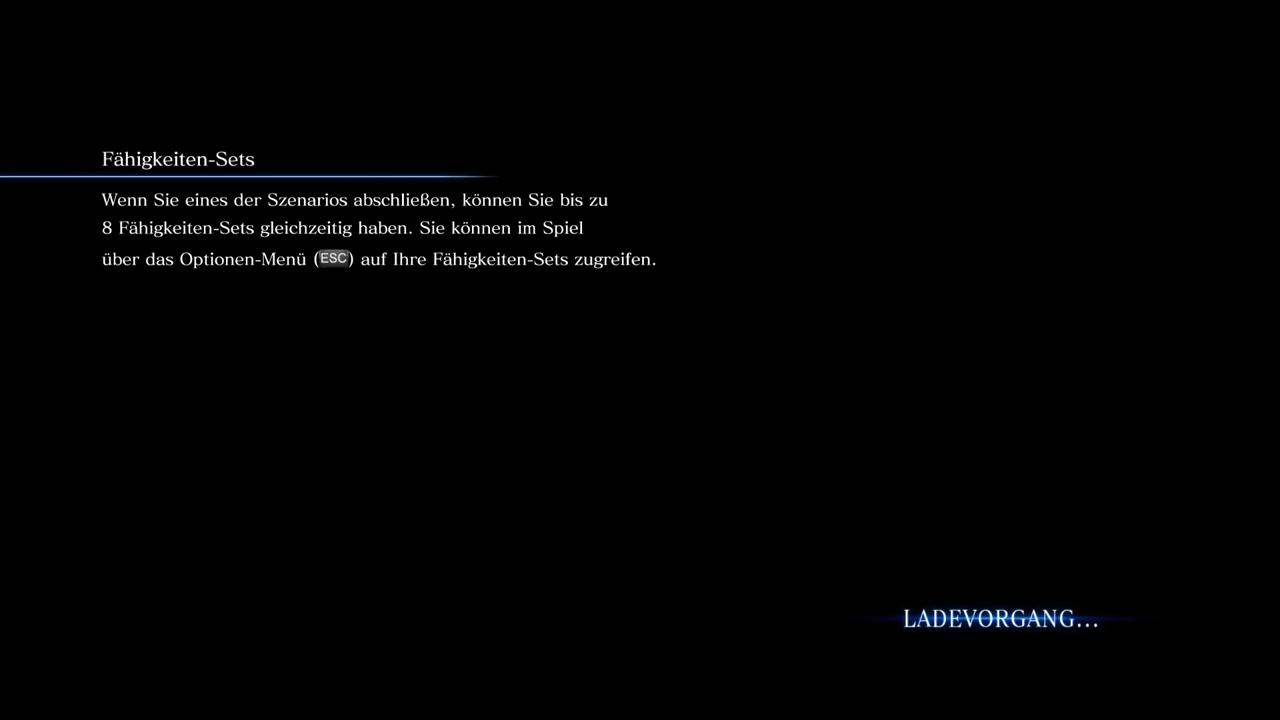 Fähigkeiten-Sets
Wenn Sie eines der Szenarios abschließen, können Sie bis zu
8 Fähigkeiten-Sets gleichzeitig haben. Sie können im Spiel
über das Optionen-Menü (ESC) auf Ihre Fähigkeiten-Sets zugreifen.
LADEVORGANG...